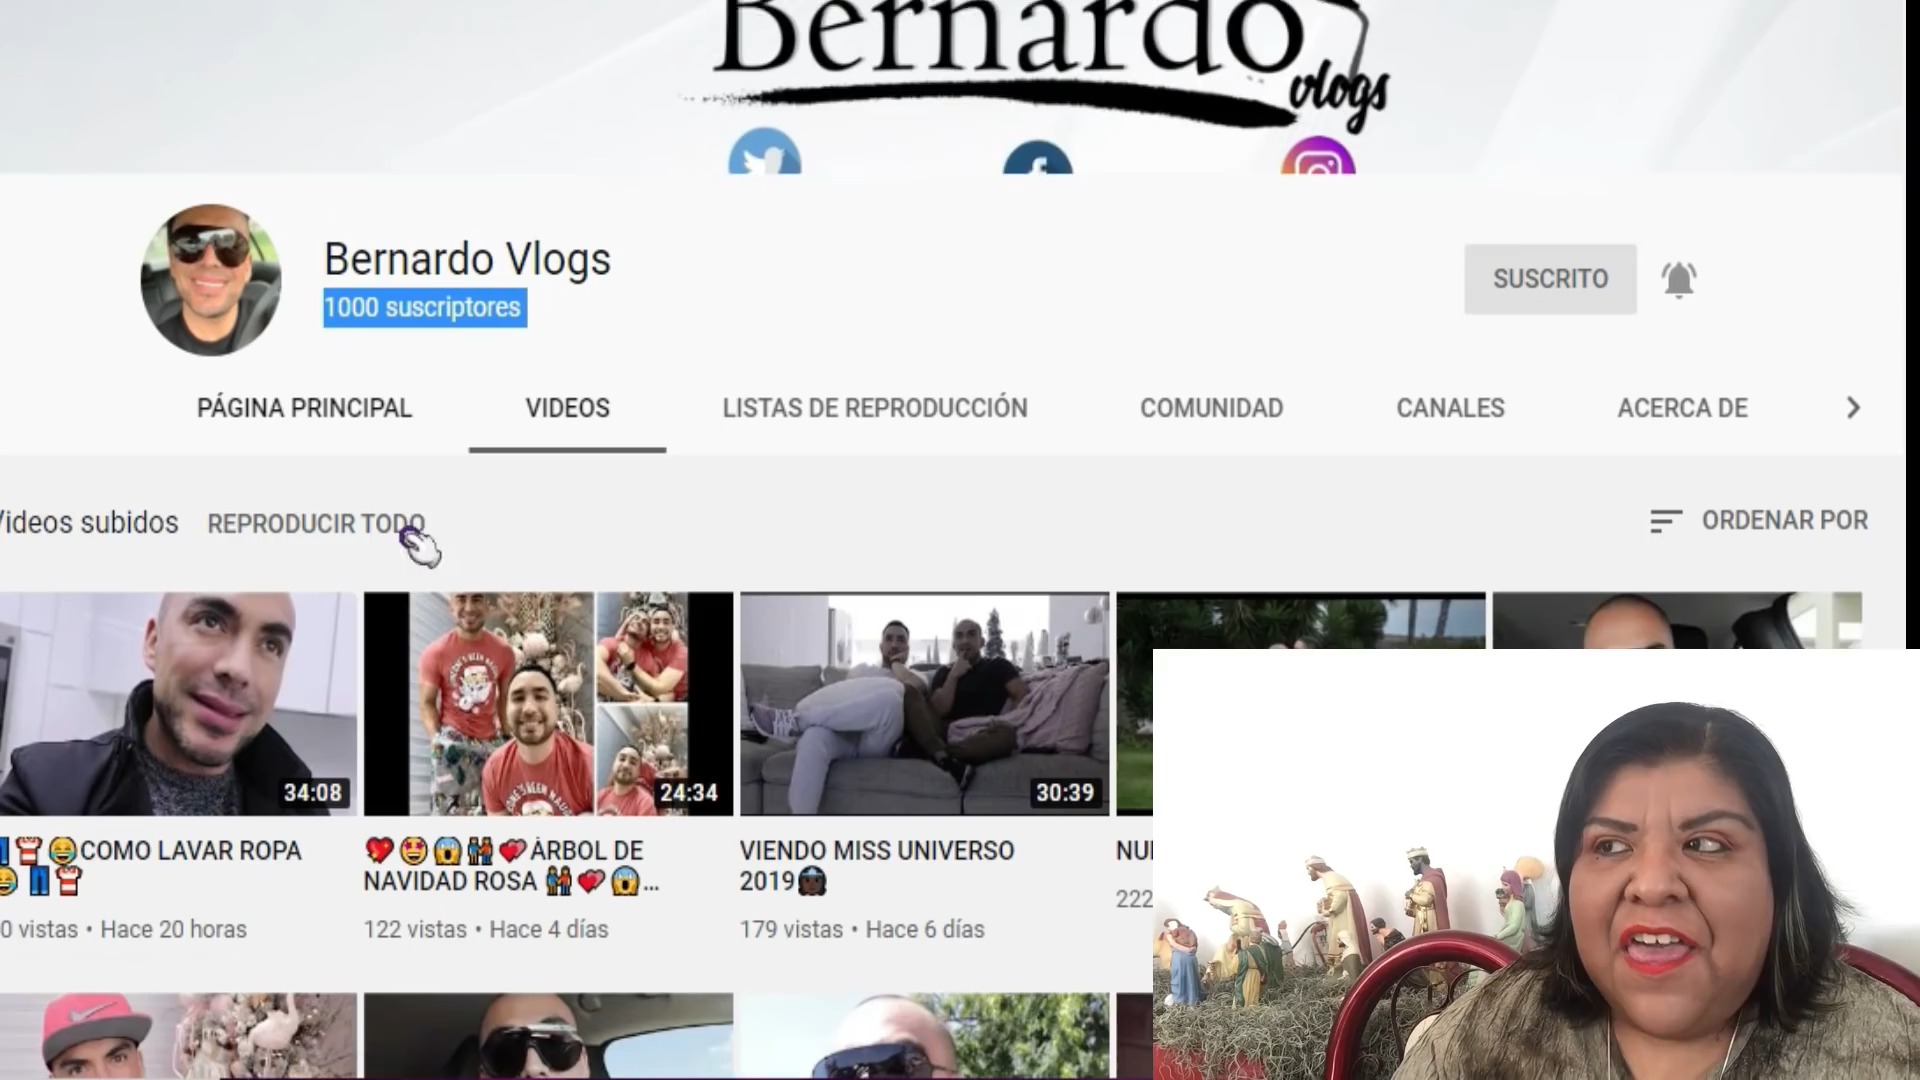 Bernardo
vlogs
Bernardo Vlogs
1000 suscriptores
SUSCRITO
PÁGINA PRINCIPAL
VIDEOS
LISTAS DE REPRODUCCIÓN
COMUNIDAD
CANALES
ACERCA DE
Videos subidos
REPRODUCIR TODO
ORDENAR POR
34:08
24:34
30:39
COMO LAVAR ROPA
0 vistas • Hace 20 horas
💖🤩😱👬💞ÁRBOL DE
NAVIDAD ROSA 👬💞😱...
122 vistas • Hace 4 días
VIENDO MISS UNIVERSO
2019
179 vistas • Hace 6 días
222